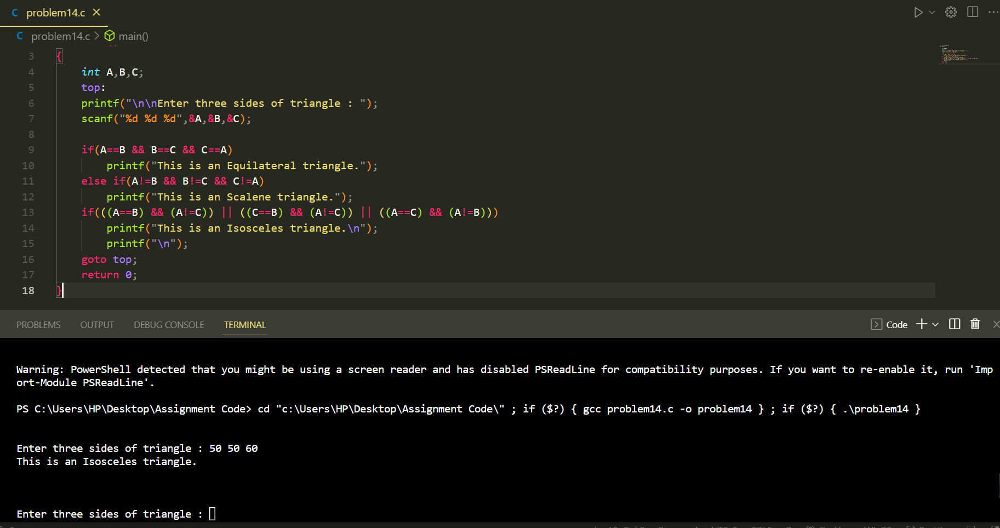 C problem14.c ×
C problem14.c > main()
3 {
4     int A,B,C;
5     top:
6     printf("\n\nEnter three sides of triangle : ");
7     scanf("%d %d %d",&A,&B,&C);
8
9     if(A==B && B==C && C==A)
10         printf("This is an Equilateral triangle.");
11     else if(A!=B && B!=C && C!=A)
12         printf("This is an Scalene triangle.");
13     if(((A==B) && (A!=C)) || ((C==B) && (A!=C)) || ((A==C) && (A!=B)))
14         printf("This is an Isosceles triangle.\n");
15         printf("\n");
16     goto top;
17     return 0;
18 }
PROBLEMS OUTPUT DEBUG CONSOLE TERMINAL Code
Warning: PowerShell detected that you might be using a screen reader and has disabled PSReadLine for compatibility purposes. If you want to re-enable it, run 'Imp
ort-Module PSReadLine'.
PS C:\Users\HP\Desktop\Assignment Code> cd "c:\Users\HP\Desktop\Assignment Code\" ; if ($?) { gcc problem14.c -o problem14 } ; if ($?) { .\problem14 }
Enter three sides of triangle : 50 50 60
This is an Isosceles triangle.
Enter three sides of triangle :